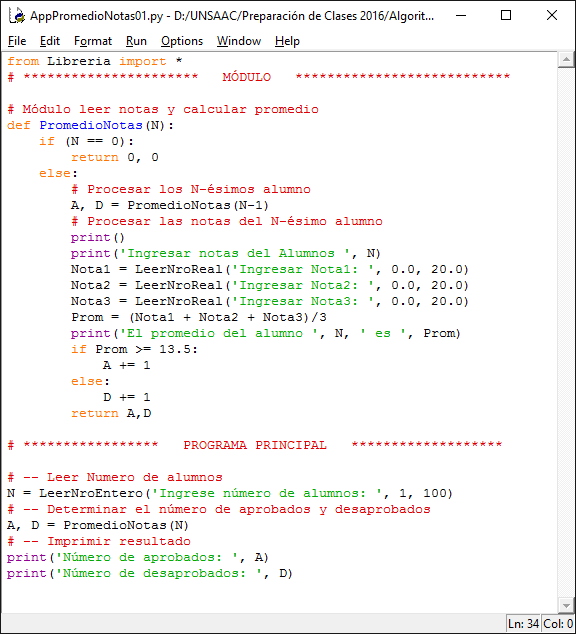 AppPromedioNotas01.py - D:/UNSAAC/Preparación de Clases 2016/Algorit...
File Edit Format Run Options Window Help
from Libreria import *
# ********************** MÓDULO ***************************
# Módulo leer notas y calcular promedio
def PromedioNotas(N):
    if (N == 0):
        return 0, 0
    else:
        # Procesar los N-ésimos alumno
        A, D = PromedioNotas(N-1)
        # Procesar las notas del N-ésimo alumno
        print()
        print('Ingresar notas del Alumnos ', N)
        Nota1 = LeerNroReal('Ingresar Nota1: ', 0.0, 20.0)
        Nota2 = LeerNroReal('Ingresar Nota2: ', 0.0, 20.0)
        Nota3 = LeerNroReal('Ingresar Nota3: ', 0.0, 20.0)
        Prom = (Nota1 + Nota2 + Nota3)/3
        print('El promedio del alumno ', N, ' es ', Prom)
        if Prom >= 13.5:
            A += 1
        else:
            D += 1
        return A,D
# ***************** PROGRAMA PRINCIPAL *******************
# -- Leer Numero de alumnos
N = LeerNroEntero('Ingrese número de alumnos: ', 1, 100)
# -- Determinar el número de aprobados y desaprobados
A, D = PromedioNotas(N)
# -- Imprimir resultado
print('Número de aprobados: ', A)
print('Número de desaprobados: ', D)
Ln: 34 Col: 0